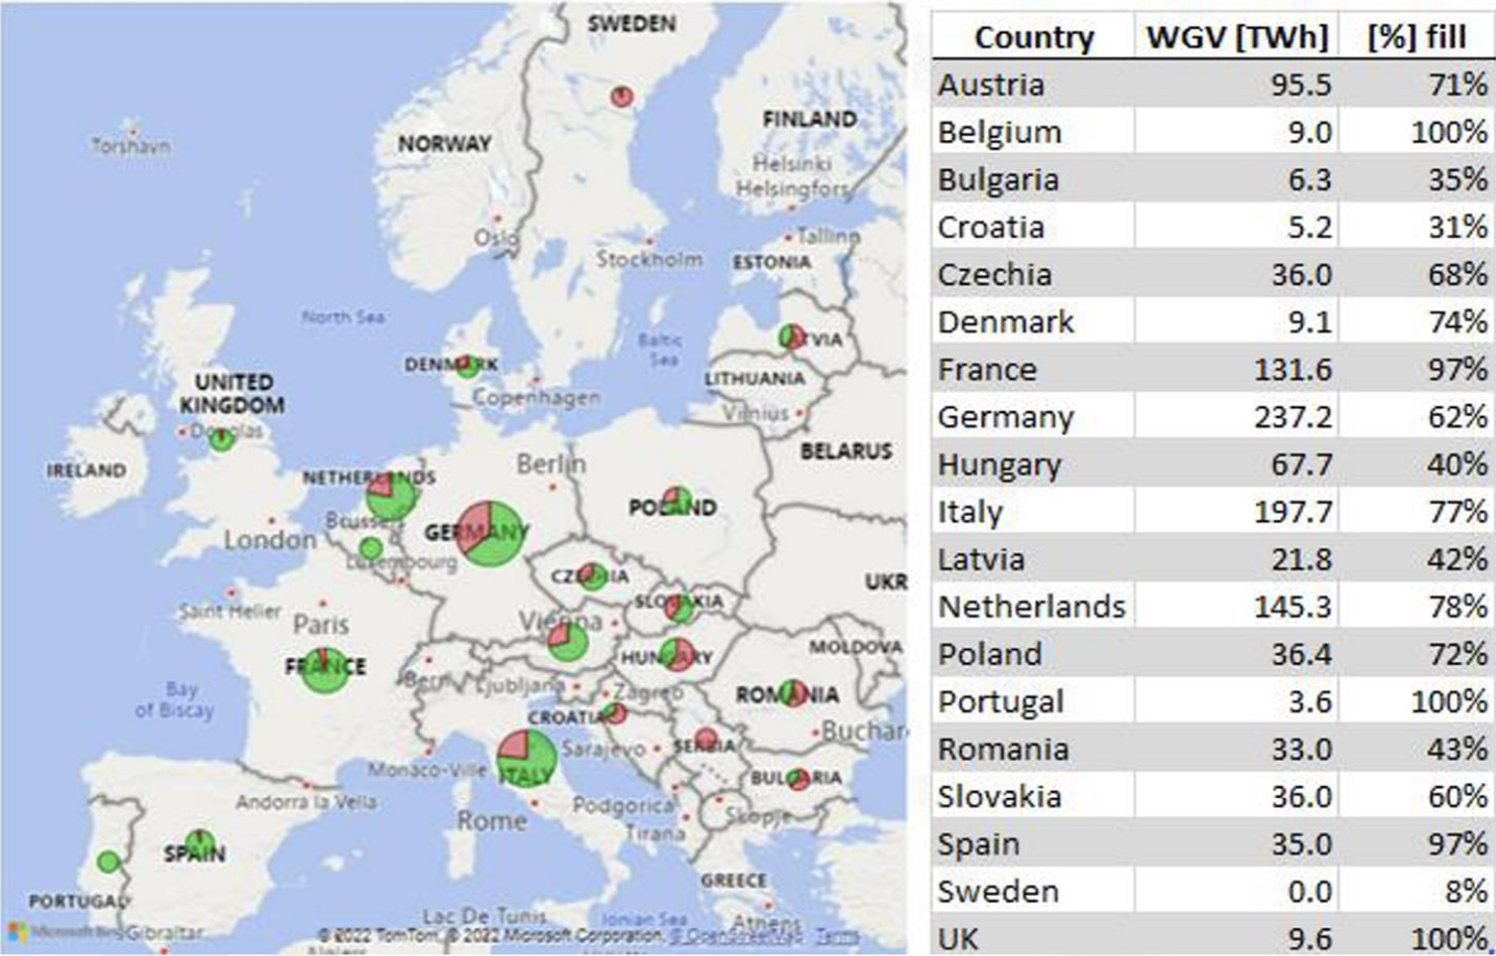 SWEDEN
FINLAND
NORWAY
Torshavn
Helsinki
Helsingfors
Oslo
Tallinn
Stockholm
ESTONIA
North Sea
Baltic
Sea
LATVIA
DENMARK
Copenhagen
LITHUANIA
Vilnius
UNITED
KINGDOM
Douglas
BELARUS
IRELAND
Berlin
NETHERLANDS
POLAND
Brussels
GERMANY
London
Luxembourg
CZECHIA
UKR
SLOVAKIA
Saint Helier
Paris
Vienna
MOLDOVA
HUNGARY
FRANCE
Bern
Ljubljana
Zagreb
ROMANIA
Bay
of Biscay
CROATIA
Buchar
Sarajevo
SERBIA
Monaco-Ville
ITALY
BULGARIA
Andorra la Vella
Podgorica
Skopje
Rome
Tirana
SPAIN
GREECE
PORTUGAL
Lac De Tunis
Ionian Sea
Athens
Microsoft Bing
Gibraltar
© 2022 TomTom, © 2022 Microsoft Corporation, © OpenStreetMap Terms
Algiers
Country WGV [TWh] [%] fill
Austria 95.5 71%
Belgium 9.0 100%
Bulgaria 6.3 35%
Croatia 5.2 31%
Czechia 36.0 68%
Denmark 9.1 74%
France 131.6 97%
Germany 237.2 62%
Hungary 67.7 40%
Italy 197.7 77%
Latvia 21.8 42%
Netherlands 145.3 78%
Poland 36.4 72%
Portugal 3.6 100%
Romania 33.0 43%
Slovakia 36.0 60%
Spain 35.0 97%
Sweden 0.0 8%
UK 9.6 100%